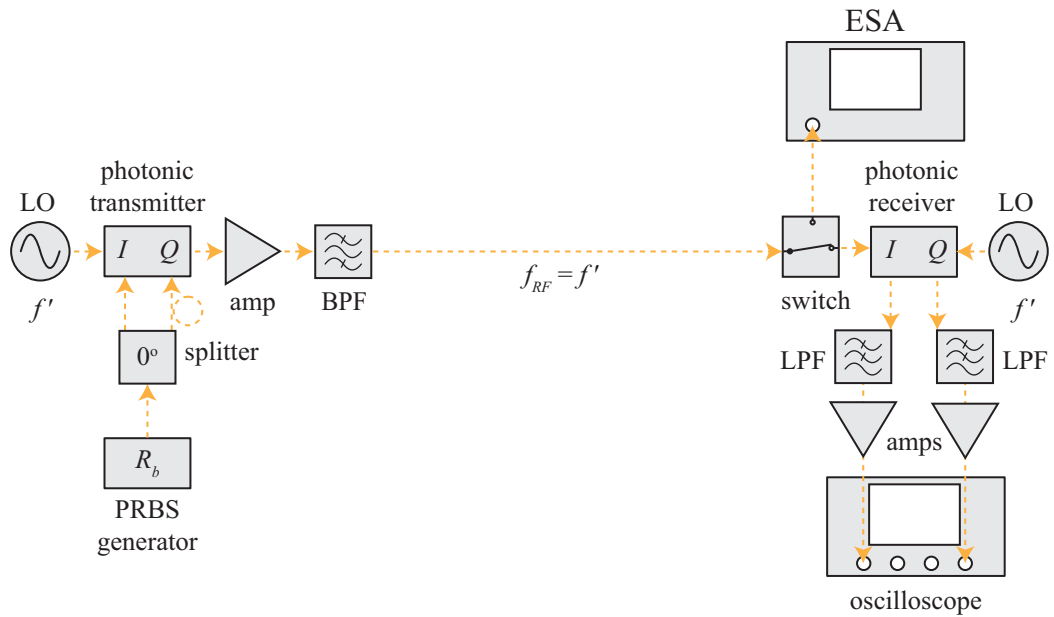 ESA
photonic
transmitter
photonic
receiver
LO
LO
I Q
I Q
f'
amp
BPF
f_RF = f'
switch
f'
0°
splitter
LPF
LPF
R_b
amps
PRBS
generator
oscilloscope